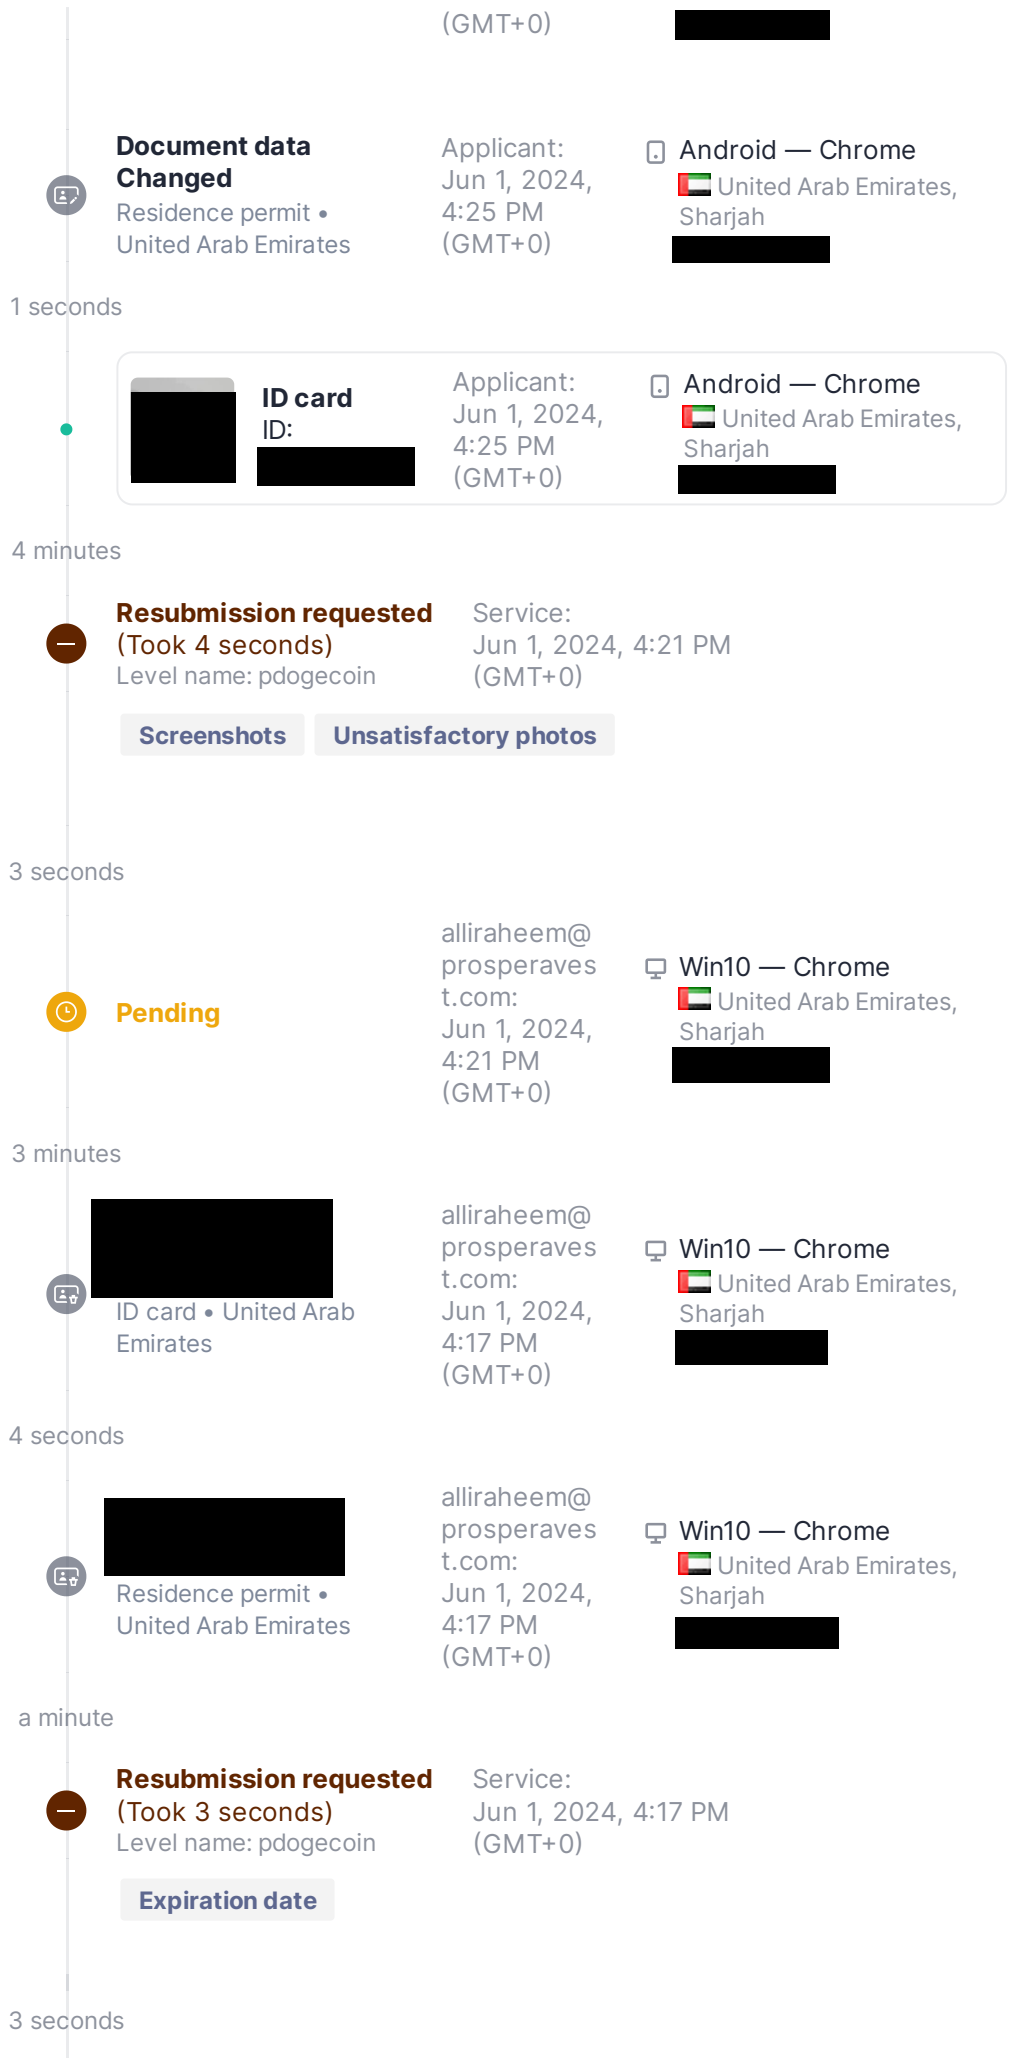 (GMT+0)
Document data
Changed
Residence permit •
United Arab Emirates
Applicant:
Jun 1, 2024,
4:25 PM
(GMT+0)
Android — Chrome
United Arab Emirates,
Sharjah
1 seconds
ID card
ID:
Applicant:
Jun 1, 2024,
4:25 PM
(GMT+0)
Android — Chrome
United Arab Emirates,
Sharjah
4 minutes
Resubmission requested
(Took 4 seconds)
Level name: pdogecoin
Service:
Jun 1, 2024, 4:21 PM
(GMT+0)
Screenshots
Unsatisfactory photos
3 seconds
Pending
alliraheem@
prosperaves
t.com:
Jun 1, 2024,
4:21 PM
(GMT+0)
Win10 — Chrome
United Arab Emirates,
Sharjah
3 minutes
ID card • United Arab
Emirates
alliraheem@
prosperaves
t.com:
Jun 1, 2024,
4:17 PM
(GMT+0)
Win10 — Chrome
United Arab Emirates,
Sharjah
4 seconds
Residence permit •
United Arab Emirates
alliraheem@
prosperaves
t.com:
Jun 1, 2024,
4:17 PM
(GMT+0)
Win10 — Chrome
United Arab Emirates,
Sharjah
a minute
Resubmission requested
(Took 3 seconds)
Level name: pdogecoin
Service:
Jun 1, 2024, 4:17 PM
(GMT+0)
Expiration date
3 seconds